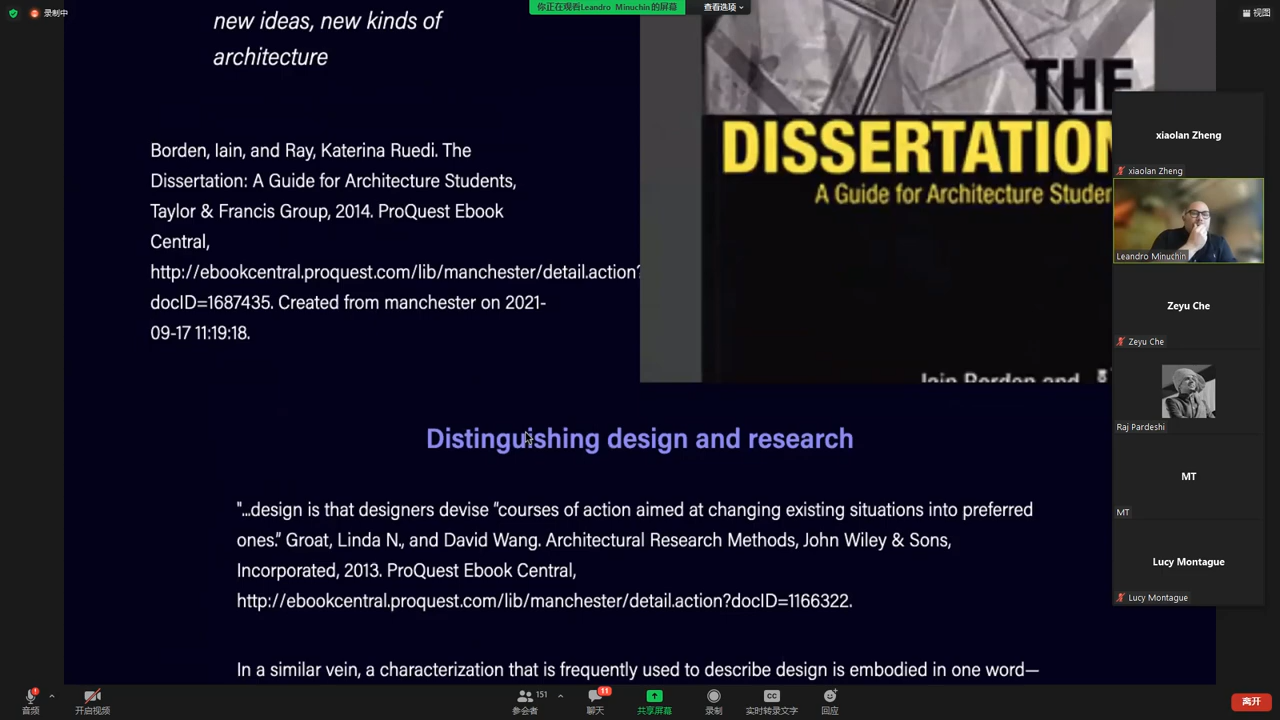 录制中
你正在观看Leandro Minuchin的屏幕
查看选项
视图
new ideas, new kinds of
architecture
Borden, Iain, and Ray, Katerina Ruedi. The
Dissertation: A Guide for Architecture Students,
Taylor & Francis Group, 2014. ProQuest Ebook
Central,
http://ebookcentral.proquest.com/lib/manchester/detail.action?
docID=1687435. Created from manchester on 2021-
09-17 11:19:18.
THE
DISSERTATION
A Guide for Architecture Studen
Iain Borden and
Distinguishing design and research
"...design is that designers devise "courses of action aimed at changing existing situations into preferred
ones." Groat, Linda N., and David Wang. Architectural Research Methods, John Wiley & Sons,
Incorporated, 2013. ProQuest Ebook Central,
http://ebookcentral.proquest.com/lib/manchester/detail.action?docID=1166322.
In a similar vein, a characterization that is frequently used to describe design is embodied in one word—
xiaolan Zheng
xiaolan Zheng
Leandro Minuchin
Zeyu Che
Zeyu Che
Raj Pardeshi
MT
MT
Lucy Montague
Lucy Montague
音频
开启视频
151
参会者
11
聊天
共享屏幕
录制
CC
实时转录文字
回应
离开